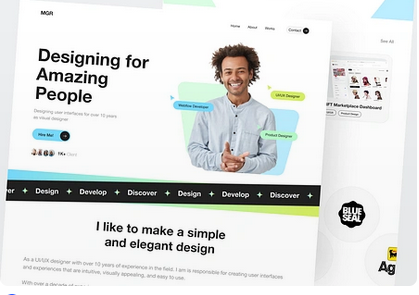 MGR
Home About Works Contact
See All
Designing for
Amazing
People
Designing user interfaces for over 10 years
as visual designer
Hire Me!
1K+ Client
Webflow Developer
UI/UX Designer
Product Designer
NFT Marketplace Dashboard
Product Design
Design Develop Discover Design Develop Discover
BLUE
SEAL
Ag
I like to make a simple
and elegant design
As a UI/UX designer with over 10 years of experience in the field. I am responsible for creating user interfaces
and experiences that are intuitive, visually appealing, and easy to use.
With over a decade of